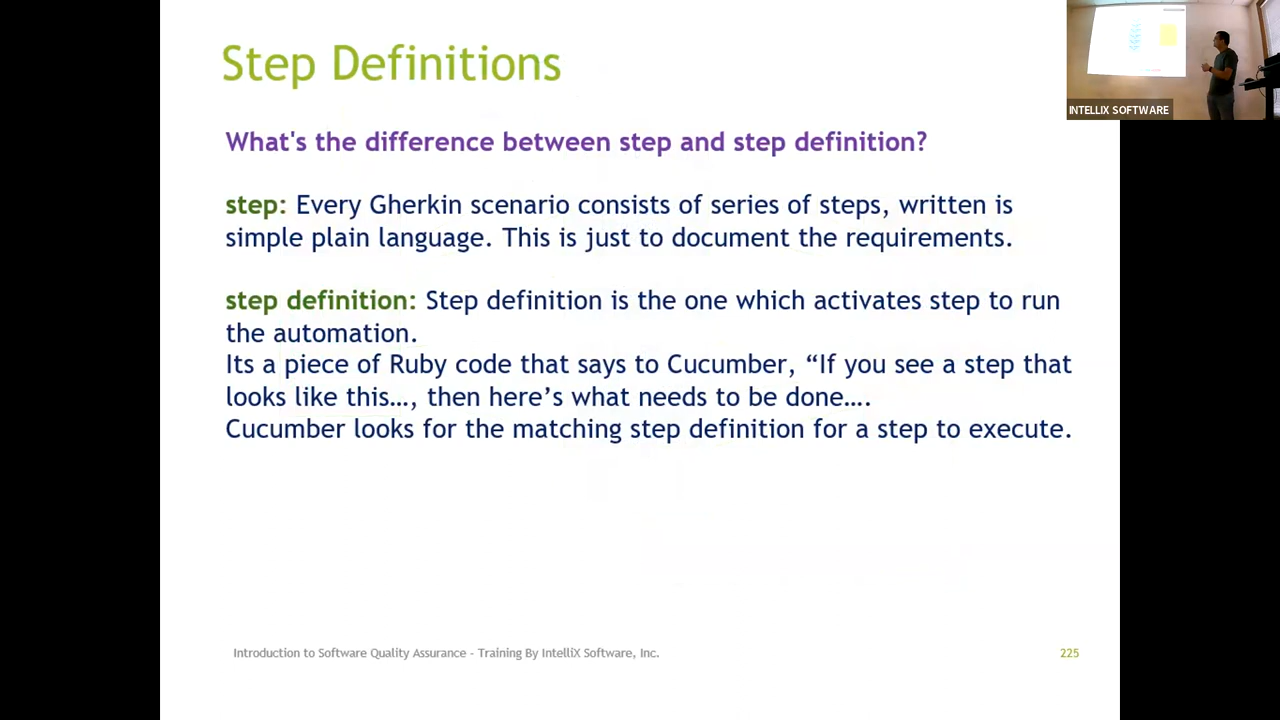 Step Definitions
INTELLIX SOFTWARE
What's the difference between step and step definition?
step: Every Gherkin scenario consists of series of steps, written is
simple plain language. This is just to document the requirements.
step definition: Step definition is the one which activates step to run
the automation.
Its a piece of Ruby code that says to Cucumber, “If you see a step that
looks like this…, then here’s what needs to be done….
Cucumber looks for the matching step definition for a step to execute.
Introduction to Software Quality Assurance - Training By IntelliX Software, Inc.
225